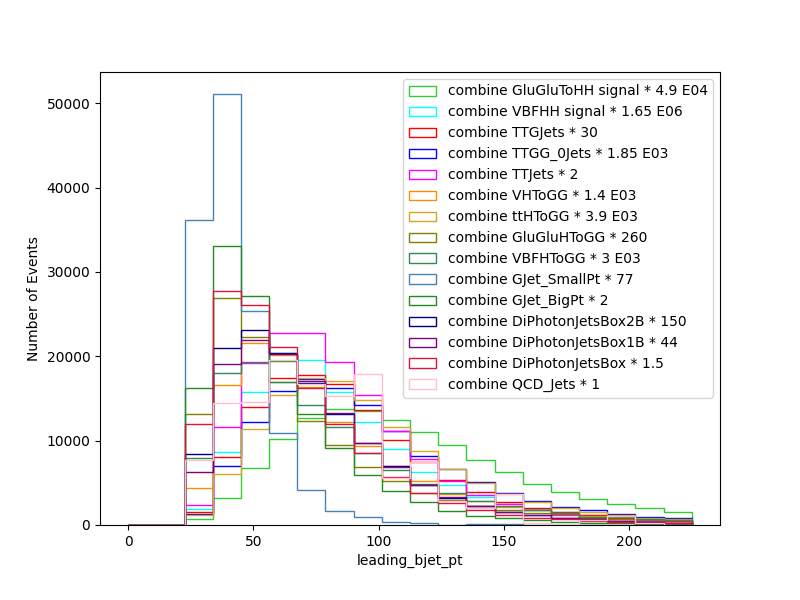 50000
40000
30000
20000
10000
0
Number of Events
combine GluGluToHH signal * 4.9 E04
combine VBFHH signal * 1.65 E06
combine TTGJets * 30
combine TTGG_0Jets * 1.85 E03
combine TTJets * 2
combine VHToGG * 1.4 E03
combine ttHToGG * 3.9 E03
combine GluGluHToGG * 260
combine VBFHToGG * 3 E03
combine GJet_SmallPt * 77
combine GJet_BigPt * 2
combine DiPhotonJetsBox2B * 150
combine DiPhotonJetsBox1B * 44
combine DiPhotonJetsBox * 1.5
combine QCD_Jets * 1
0 50 100 150 200
leading_bjet_pt